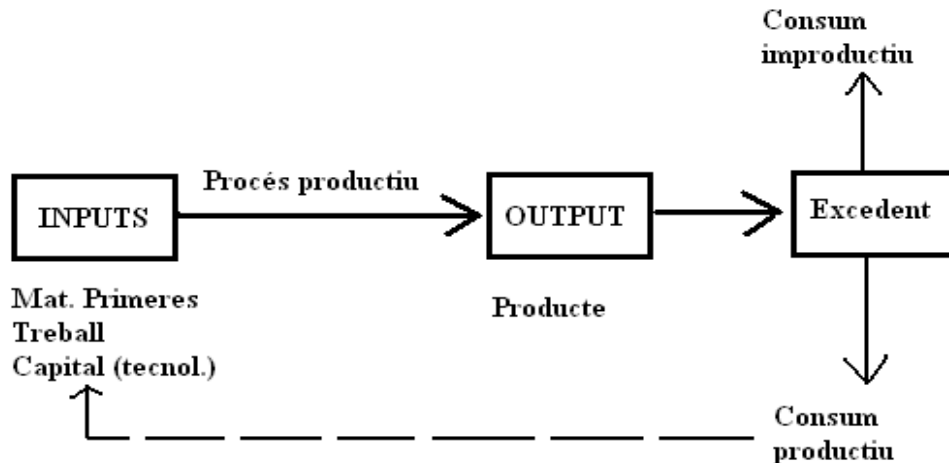 Consum
improductiu
Procés productiu
INPUTS
OUTPUT
Excedent
Mat. Primeres
Treball
Capital (tecnol.)
Producte
Consum
productiu